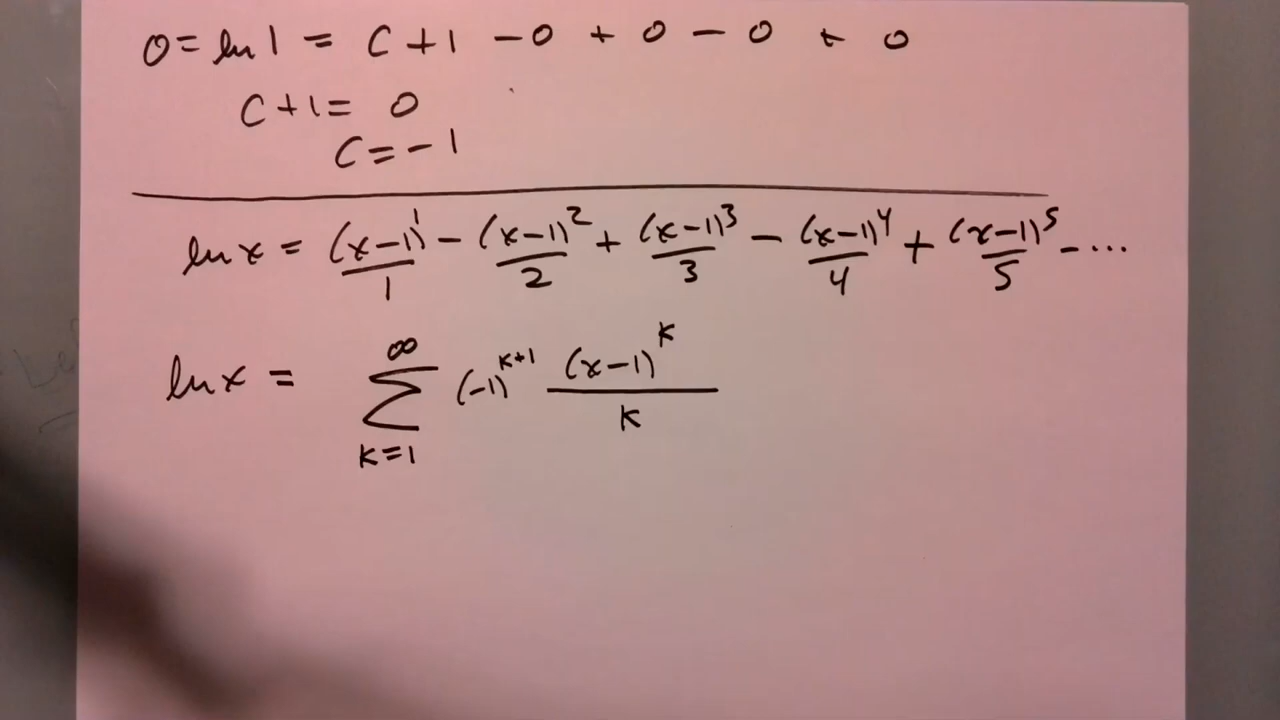 0 = ln 1 = C + 1 - 0 + 0 - 0 + 0
C + 1 = 0
C = -1
ln x = (x-1)^1/1 - (x-1)^2/2 + (x-1)^3/3 - (x-1)^4/4 + (x-1)^5/5 - ....
ln x = ∑_{k=1}^{∞} (-1)^{k+1} (x-1)^k/k